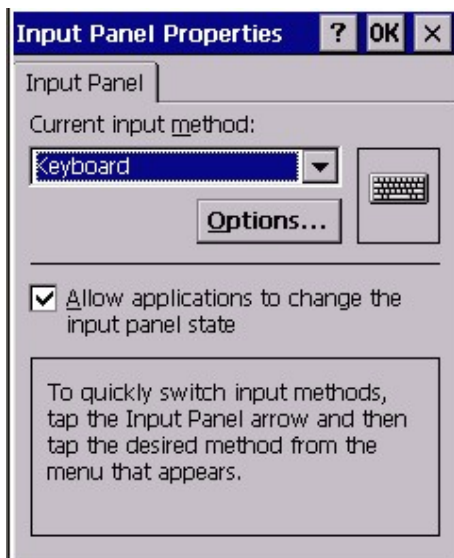 Input Panel Properties ? OK ×
Input Panel
Current input method:
Keyboard
Options...
Allow applications to change the
input panel state
To quickly switch input methods,
tap the Input Panel arrow and then
tap the desired method from the
menu that appears.